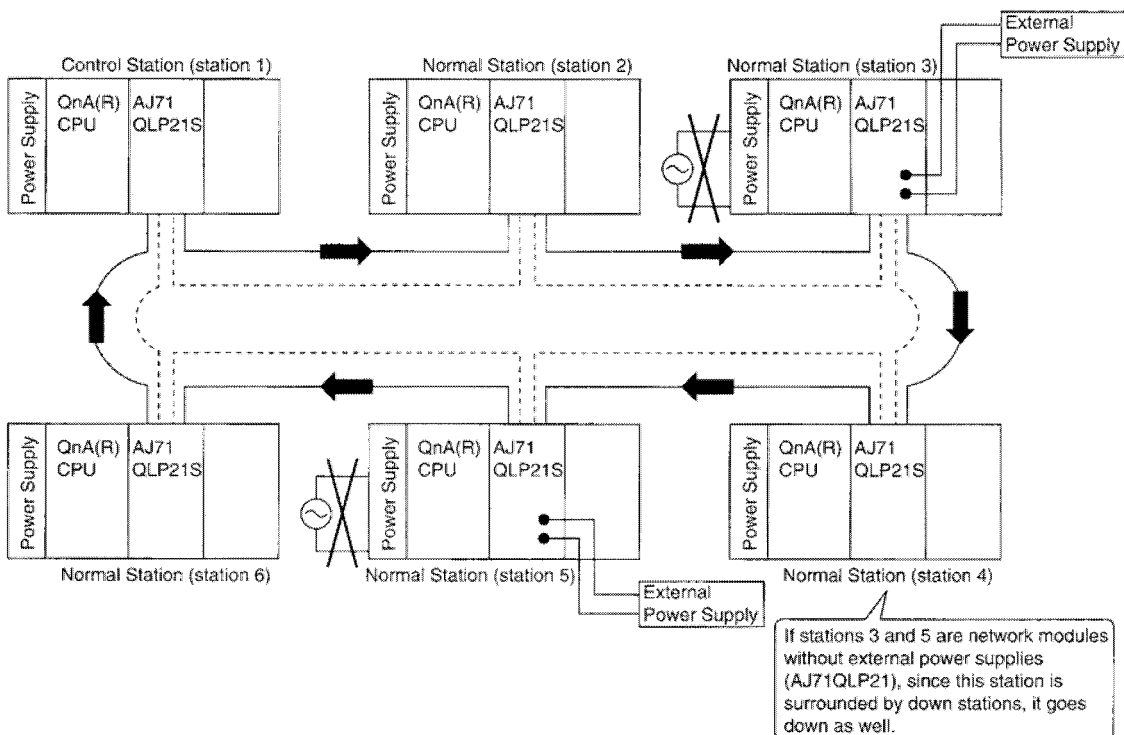 External
Power Supply
Control Station (station 1)
Normal Station (station 2)
Normal Station (station 3)
Power Supply
QnA(R)
CPU
AJ71
QLP21S
Power Supply
QnA(R)
CPU
AJ71
QLP21S
Power Supply
QnA(R)
CPU
AJ71
QLP21S
Power Supply
QnA(R)
CPU
AJ71
QLP21S
Power Supply
QnA(R)
CPU
AJ71
QLP21S
Power Supply
QnA(R)
CPU
AJ71
QLP21S
Normal Station (station 6)
Normal Station (station 5)
Normal Station (station 4)
External
Power Supply
If stations 3 and 5 are network modules
without external power supplies
(AJ71QLP21), since this station is
surrounded by down stations, it goes
down as well.